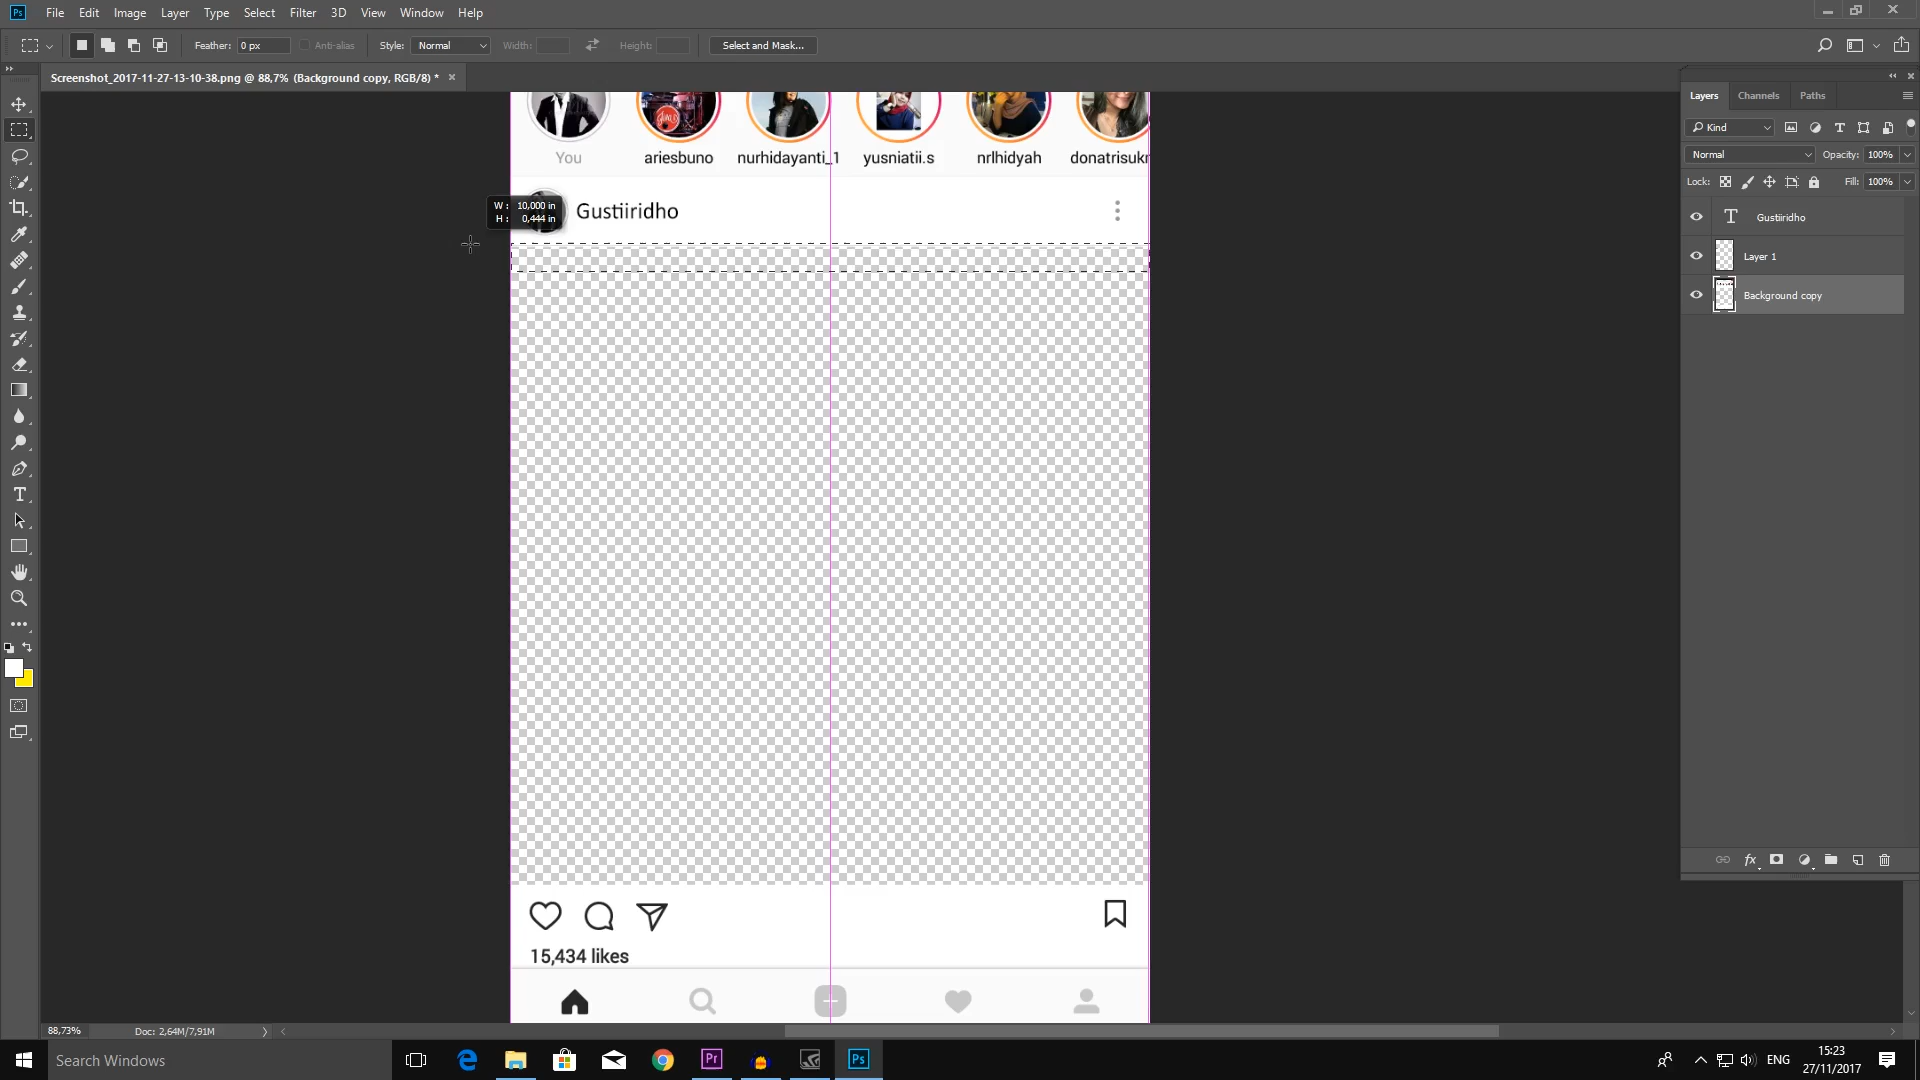 Ps File Edit Image Layer Type Select Filter 3D View Window Help
Feather: 0 px Anti-alias Style: Normal Width: Height: Select and Mask...
Screenshot_2017-11-27-13-10-38.png @ 88,7% (Background copy, RGB/8) *
Layers Channels Paths
Kind
Normal Opacity: 100%
Lock: Fill: 100%
Gustiiridho
Layer 1
Background copy
You ariesbuno nurhidayanti_1 yusniatii.s nrlhidyah donatrisukr
W : 10,000 in
H : 0,444 in
Gustiiridho
15,434 likes
88,73% Doc: 2,64M/7,91M
Search Windows
Pr
Ps
ENG
15:23
27/11/2017